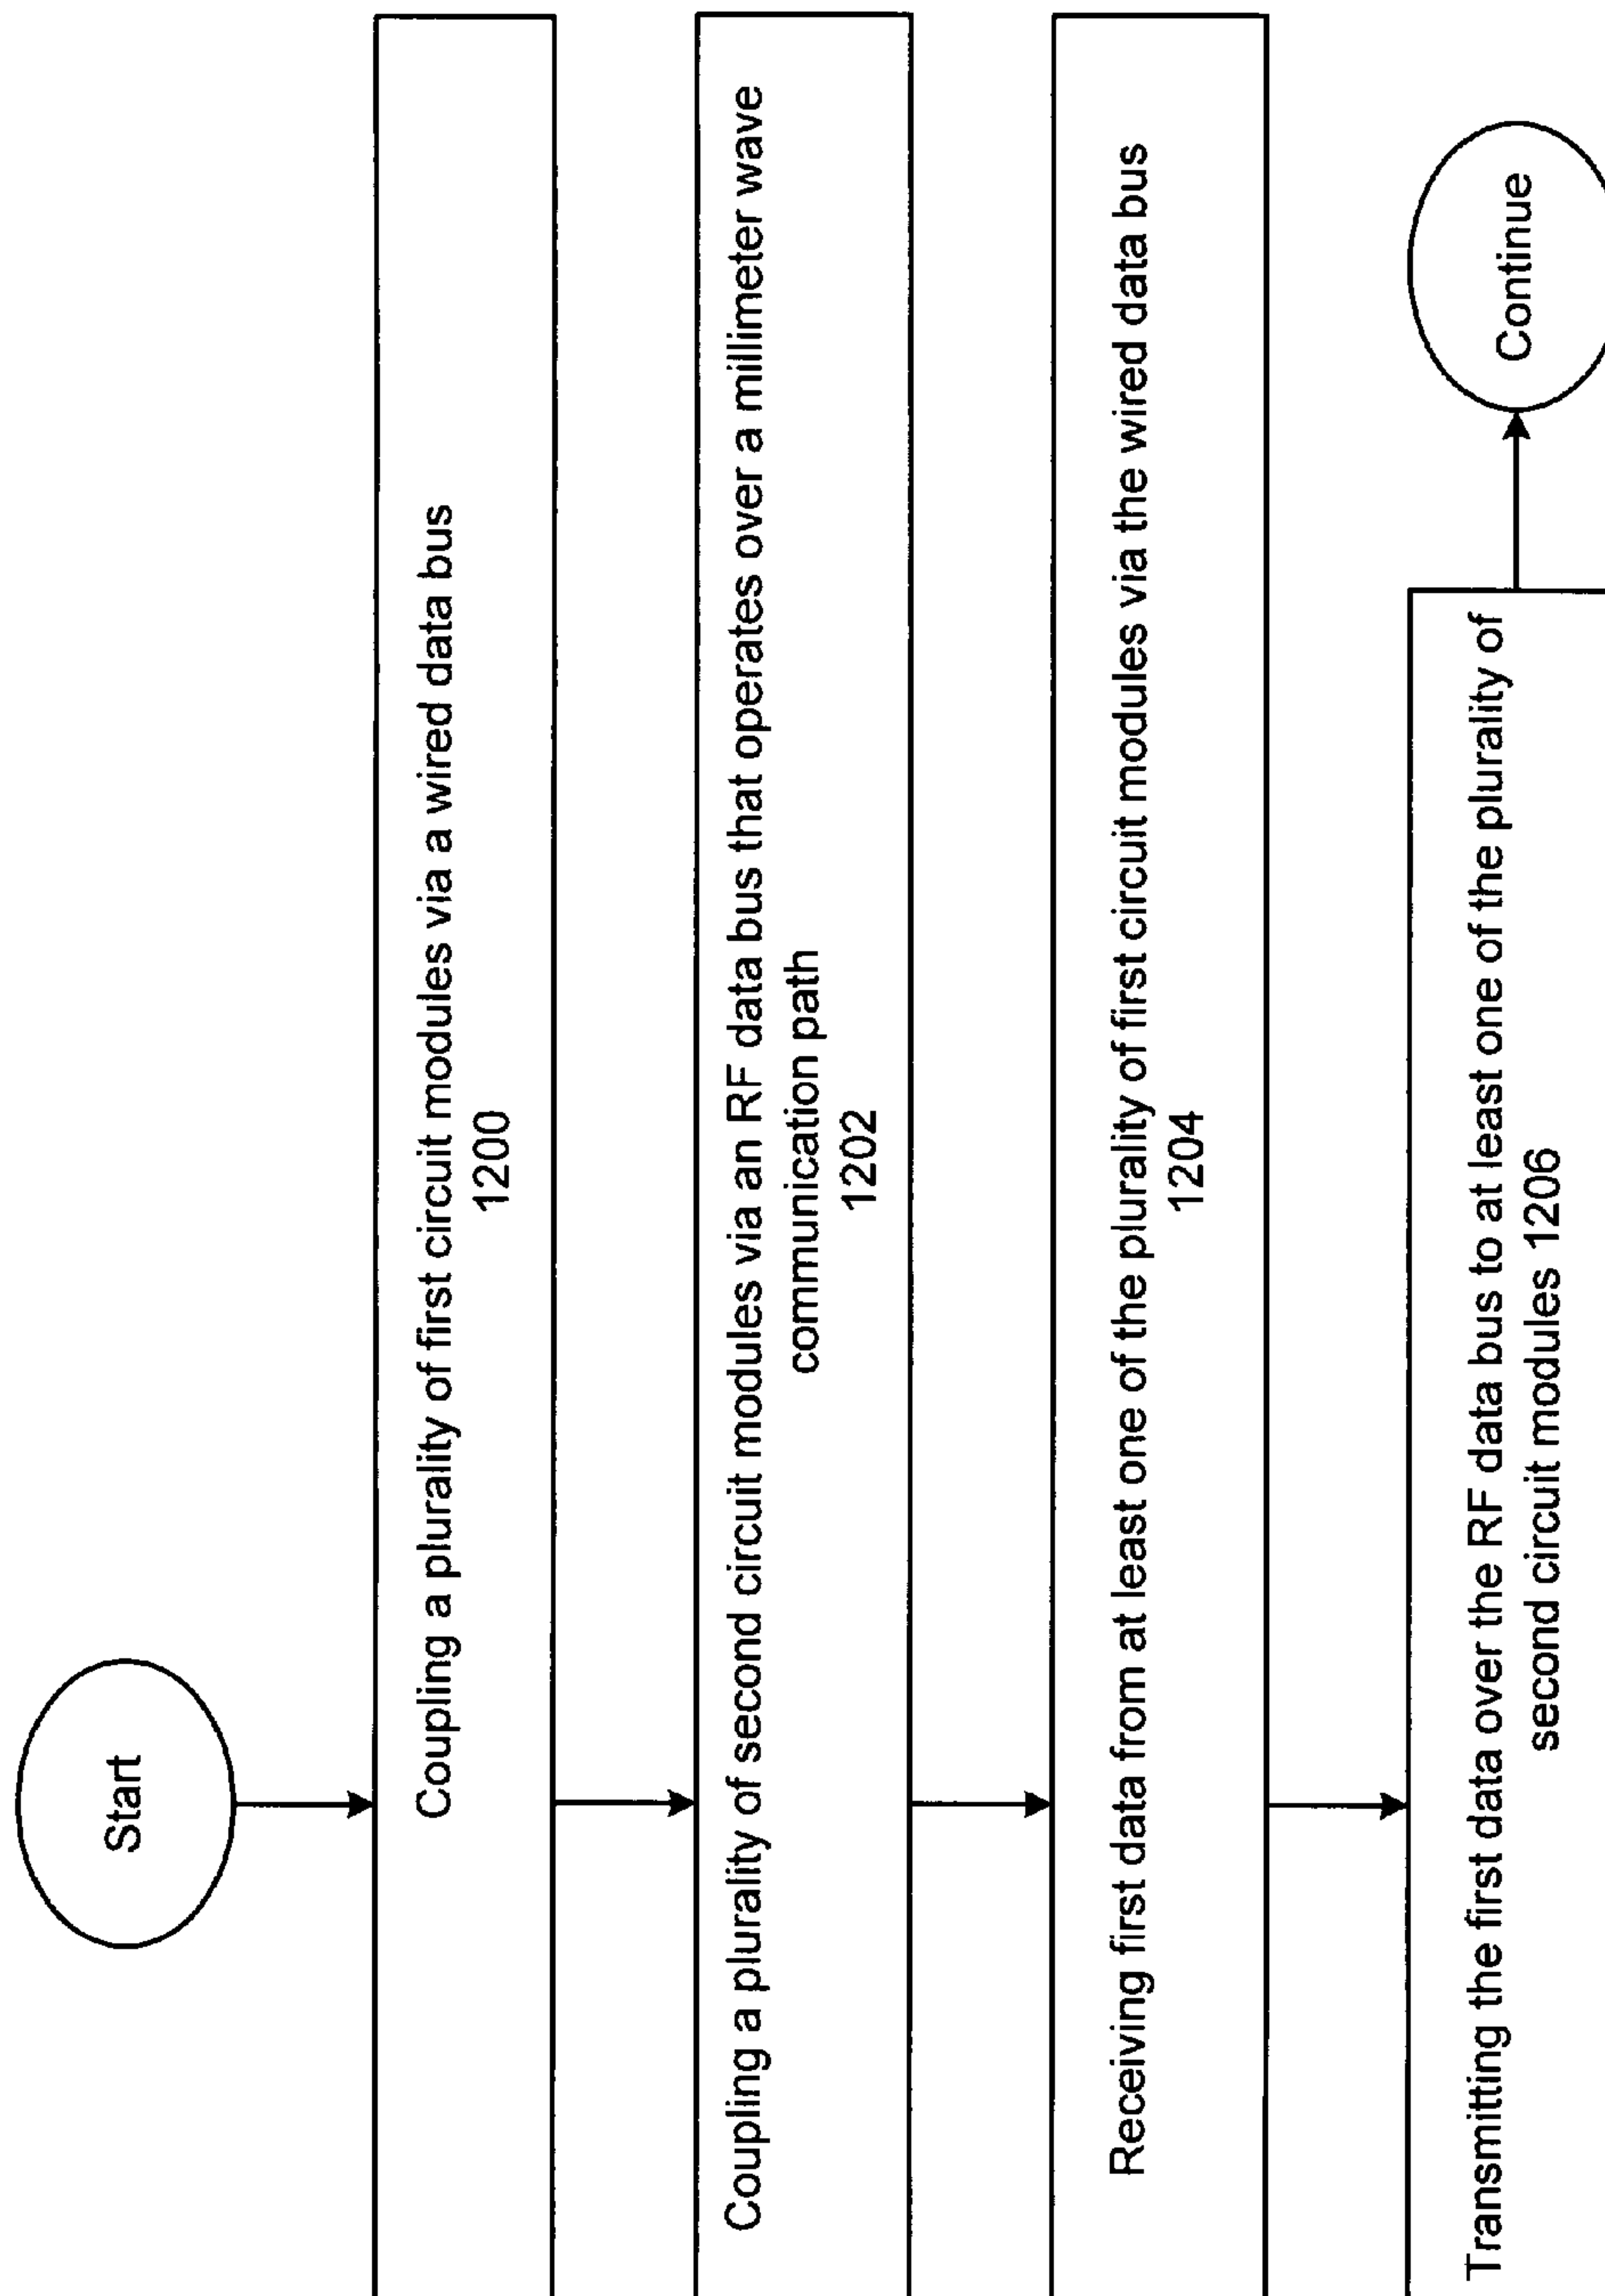 Start
Coupling a plurality of first circuit modules via a wired data bus
1200
Coupling a plurality of second circuit modules via an RF data bus that operates over a millimeter wave
communication path
1202
Receiving first data from at least one of the plurality of first circuit modules via the wired data bus
1204
Transmitting the first data over the RF data bus to at least one of the plurality of
second circuit modules 1206
Continue